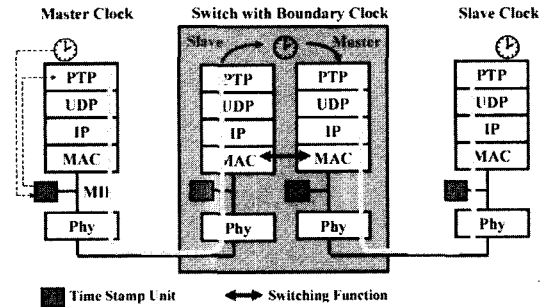 Master Clock Switch with Boundary Clock Slave Clock
Slave Master
PTP PTP PTP PTP
UDP UDP UDP UDP
IP IP IP IP
MAC MAC MAC MAC
MII
Phy Phy Phy Phy
Time Stamp Unit Switching Function